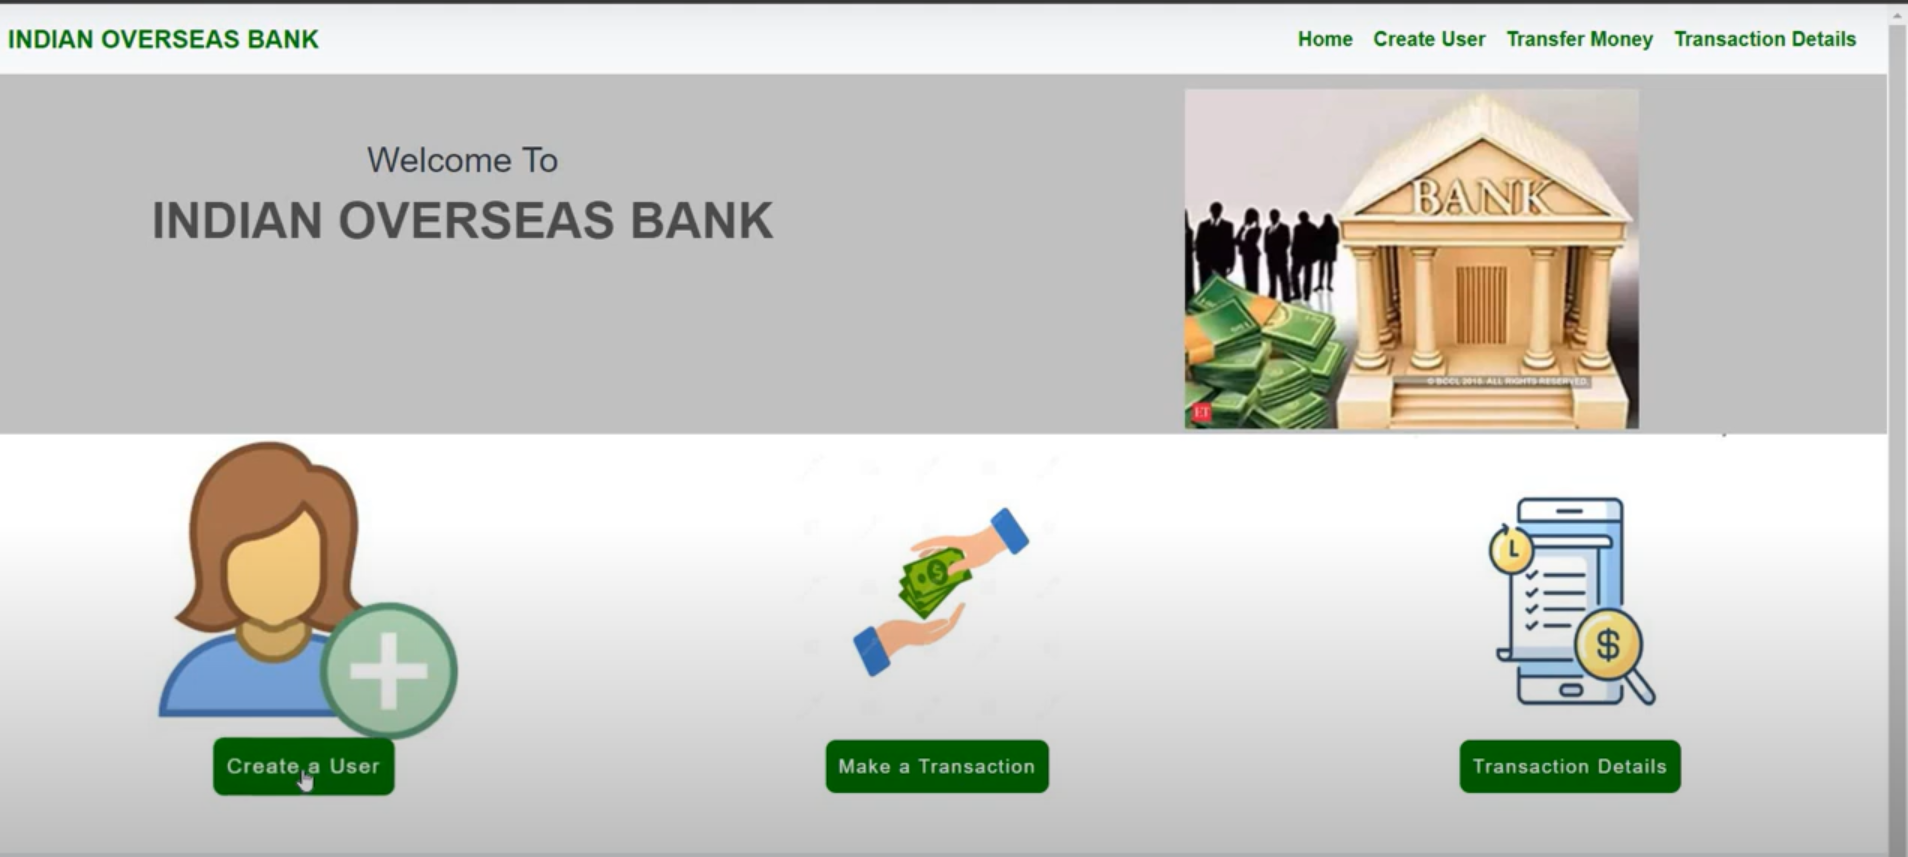 INDIAN OVERSEAS BANK
Home Create User Transfer Money Transaction Details
Welcome To
INDIAN OVERSEAS BANK
BANK
© BCCL 2018. ALL RIGHTS RESERVED.
ET
$
L
$
Create a User
Make a Transaction
Transaction Details